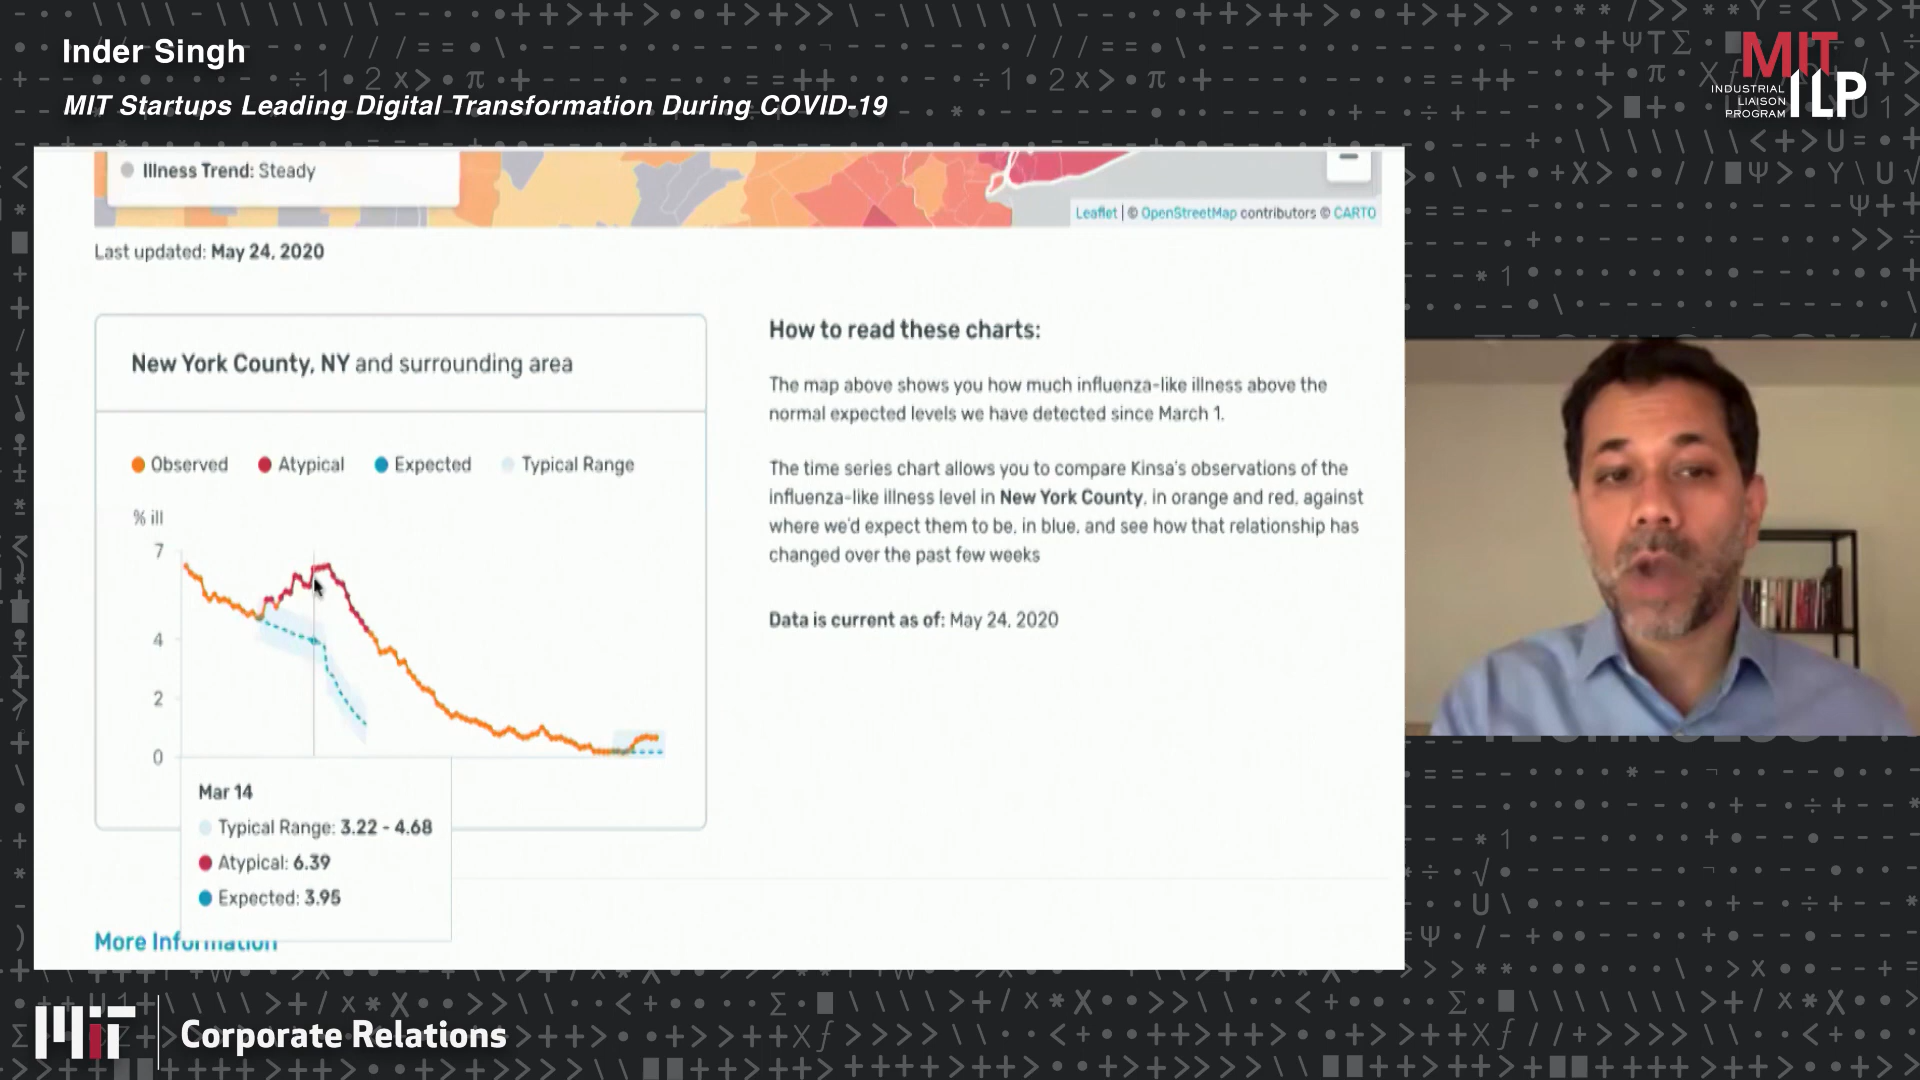 Inder Singh
MIT Startups Leading Digital Transformation During COVID-19
MIT
INDUSTRIAL
LIAISON
PROGRAM
ILP
Illness Trend: Steady
Leaflet | © OpenStreetMap contributors © CARTO
Last updated: May 24, 2020
New York County, NY and surrounding area
Observed Atypical Expected Typical Range
% ill
7
4
2
0
Mar 14
Typical Range: 3.22 - 4.68
Atypical: 6.39
Expected: 3.95
More Information
How to read these charts:
The map above shows you how much influenza-like illness above the
normal expected levels we have detected since March 1.
The time series chart allows you to compare Kinsa's observations of the
influenza-like illness level in New York County, in orange and red, against
where we'd expect them to be, in blue, and see how that relationship has
changed over the past few weeks
Data is current as of: May 24, 2020
MIT
Corporate Relations